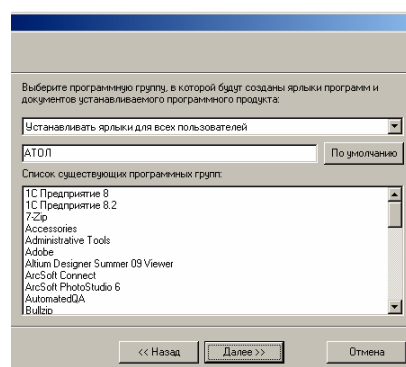 Выберите программную группу, в которой будут созданы ярлыки программ и
документов устанавливаемого программного продукта:
Устанавливать ярлыки для всех пользователей
АТОЛ
По умолчанию
Список существующих программных групп:
1С Предприятие 8
1С Предприятие 8.2
7-Zip
Accessories
Administrative Tools
Adobe
Altium Designer Summer 09 Viewer
ArcSoft Connect
ArcSoft PhotoStudio 6
AutomatedQA
Bullzip
<< Назад
Далее >>
Отмена